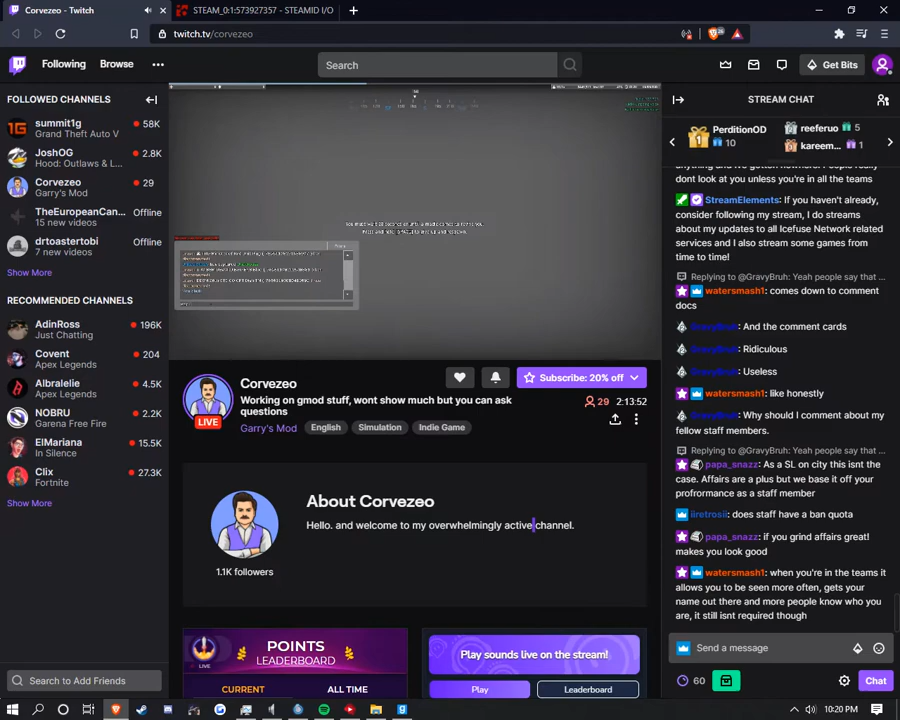 Corvezeo - Twitch
STEAM_0:1:573927357 - STEAMID I/O
twitch.tv/corvezeo
26
Following
Browse
Search
Get Bits
FOLLOWED CHANNELS
summit1g
Grand Theft Auto V
58K
JoshOG
Hood: Outlaws & L...
2.8K
Corvezeo
Garry's Mod
29
TheEuropeanCan...
15 new videos
Offline
drtoastertobi
7 new videos
Offline
Show More
RECOMMENDED CHANNELS
AdinRoss
Just Chatting
196K
Covent
Apex Legends
204
Albralelie
Apex Legends
4.5K
NOBRU
Garena Free Fire
2.2K
ElMariana
In Silence
15.5K
Clix
Fortnite
27.3K
Show More
Search to Add Friends
LIVE
Corvezeo
Working on gmod stuff, wont show much but you can ask
questions
Garry's Mod
English
Simulation
Indie Game
Subscribe: 20% off
29
2:13:52
About Corvezeo
Hello. and welcome to my overwhelmingly active channel.
1.1K followers
LIVE
POINTS
LEADERBOARD
CURRENT
ALL TIME
Play sounds live on the stream!
Play
Leaderboard
STREAM CHAT
1
PerditionOD
10
reeferuo
5
kareem...
1
dont look at you unless you're in all the teams
StreamElements: If you haven't already,
consider following my stream, I do streams
about my updates to all Icefuse Network related
services and I also stream some games from
time to time!
Replying to @GravyBruh: Yeah people say that ...
watersmash1: comes down to comment
docs
GravyBruh: And the comment cards
GravyBruh: Ridiculous
GravyBruh: Useless
watersmash1: like honestly
GravyBruh: Why should I comment about my
fellow staff members.
Replying to @GravyBruh: Yeah people say that ...
papa_snazz: As a SL on city this isnt the
case. Affairs are a plus but we base it off your
proformance as a staff member
liretrosii: does staff have a ban quota
papa_snazz: if you grind affairs great!
makes you look good
watersmash1: when you're in the teams it
allows you to be seen more often, gets your
name out there and more people know who you
are, it still isnt required though
Send a message
60
Chat
10:20 PM